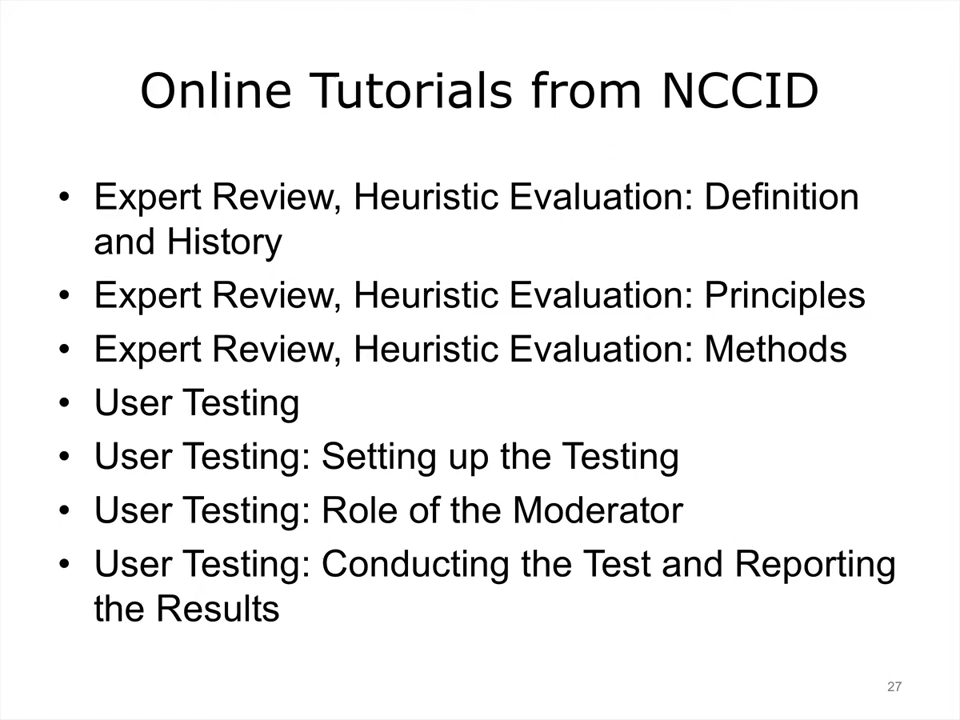 Online Tutorials from NCCID
• Expert Review, Heuristic Evaluation: Definition
and History
• Expert Review, Heuristic Evaluation: Principles
• Expert Review, Heuristic Evaluation: Methods
• User Testing
• User Testing: Setting up the Testing
• User Testing: Role of the Moderator
• User Testing: Conducting the Test and Reporting
the Results
27